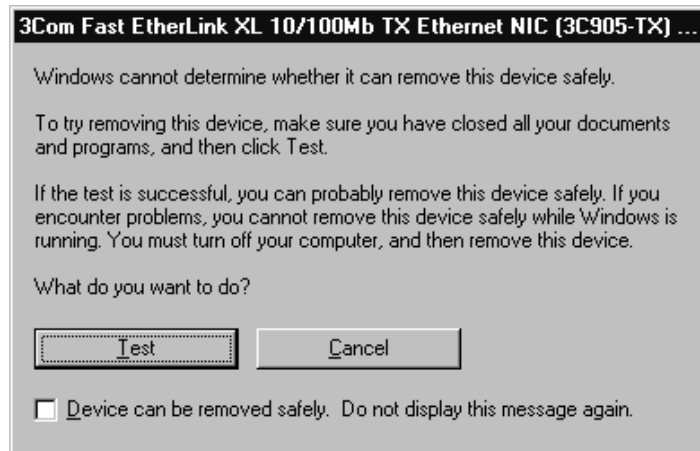 3Com Fast EtherLink XL 10/100Mb TX Ethernet NIC (3C905-TX) ...
Windows cannot determine whether it can remove this device safely.
To try removing this device, make sure you have closed all your documents
and programs, and then click Test.
If the test is successful, you can probably remove this device safely. If you
encounter problems, you cannot remove this device safely while Windows is
running. You must turn off your computer, and then remove this device.
What do you want to do?
Test
Cancel
Device can be removed safely.  Do not display this message again.